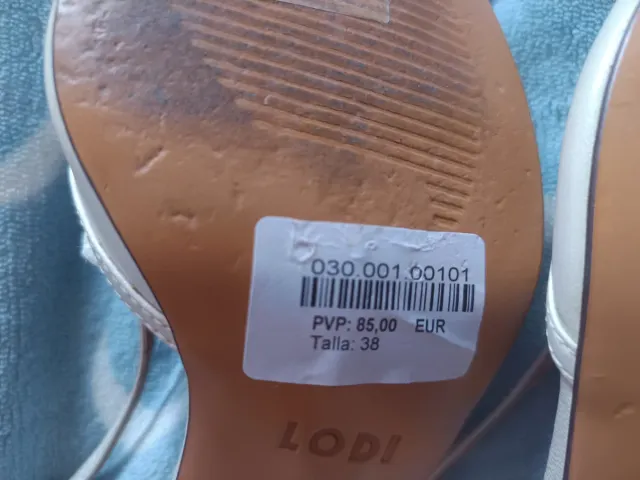 030.001.00101
PVP: 85,00 EUR
Talla: 38
LODI